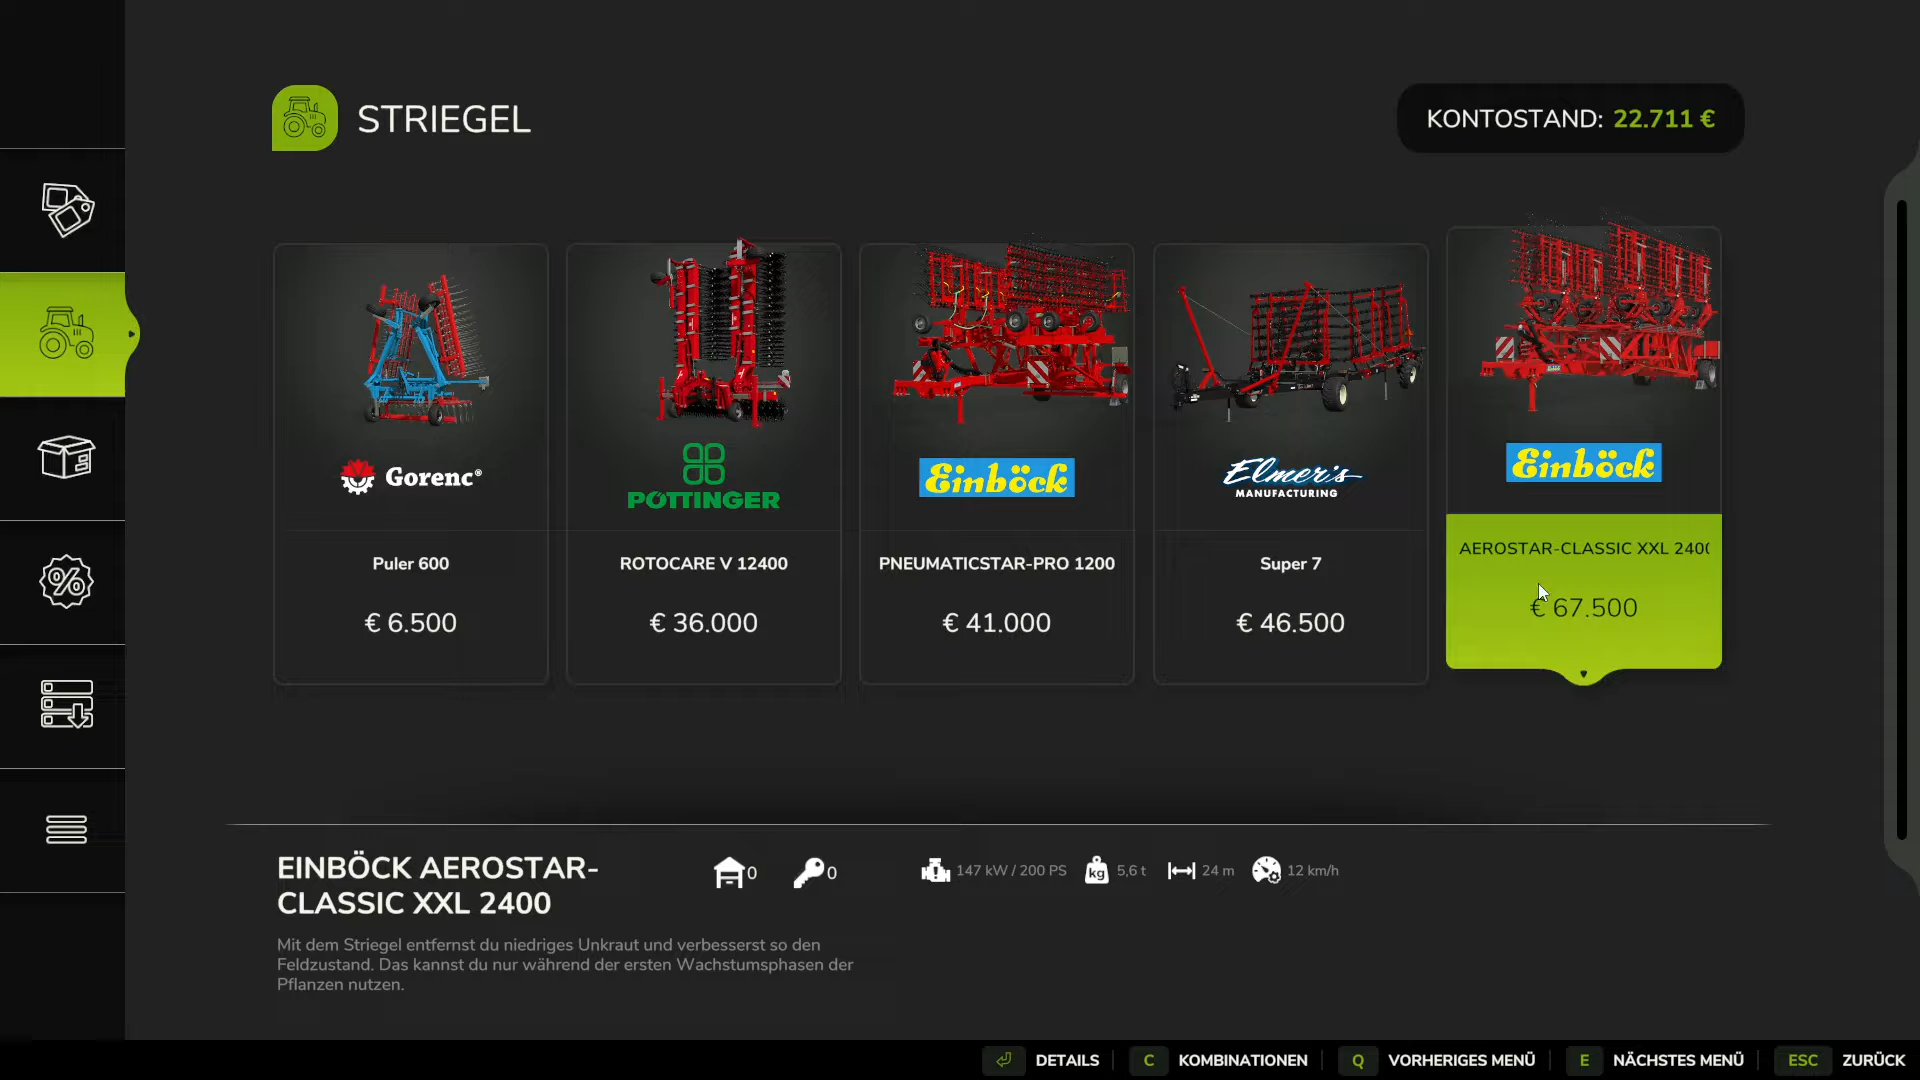 STRIEGEL
KONTOSTAND: 22.711 €
Gorenc®
PÖTTINGER
Einböck
Elmer's
MANUFACTURING
Einböck
Puler 600
€ 6.500
ROTOCARE V 12400
€ 36.000
PNEUMATICSTAR-PRO 1200
€ 41.000
Super 7
€ 46.500
AEROSTAR-CLASSIC XXL 240
€ 67.500
EINBÖCK AEROSTAR-
CLASSIC XXL 2400
0
0
147 kW / 200 PS
kg
5,6 t
24 m
12 km/h
Mit dem Striegel entfernst du niedriges Unkraut und verbesserst so den
Feldzustand. Das kannst du nur während der ersten Wachstumsphasen der
Pflanzen nutzen.
DETAILS
C KOMBINATIONEN
Q VORHERIGES MENÜ
E NÄCHSTES MENÜ
ESC ZURÜCK